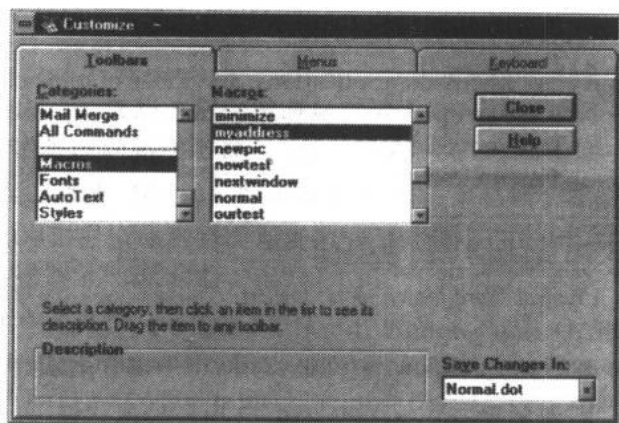 Customize
Toolbars
Menus
Keyboard
Categories:
Mail Merge
All Commands
Macros
Fonts
AutoText
Styles
Macros:
minimize
myaddress
newpic
newtesf
nextwindow
normal
ourtest
Close
Help
Select a category, then click an item in the list to see its
description. Drag the item to any toolbar.
Description
Save Changes In:
Normal.dot